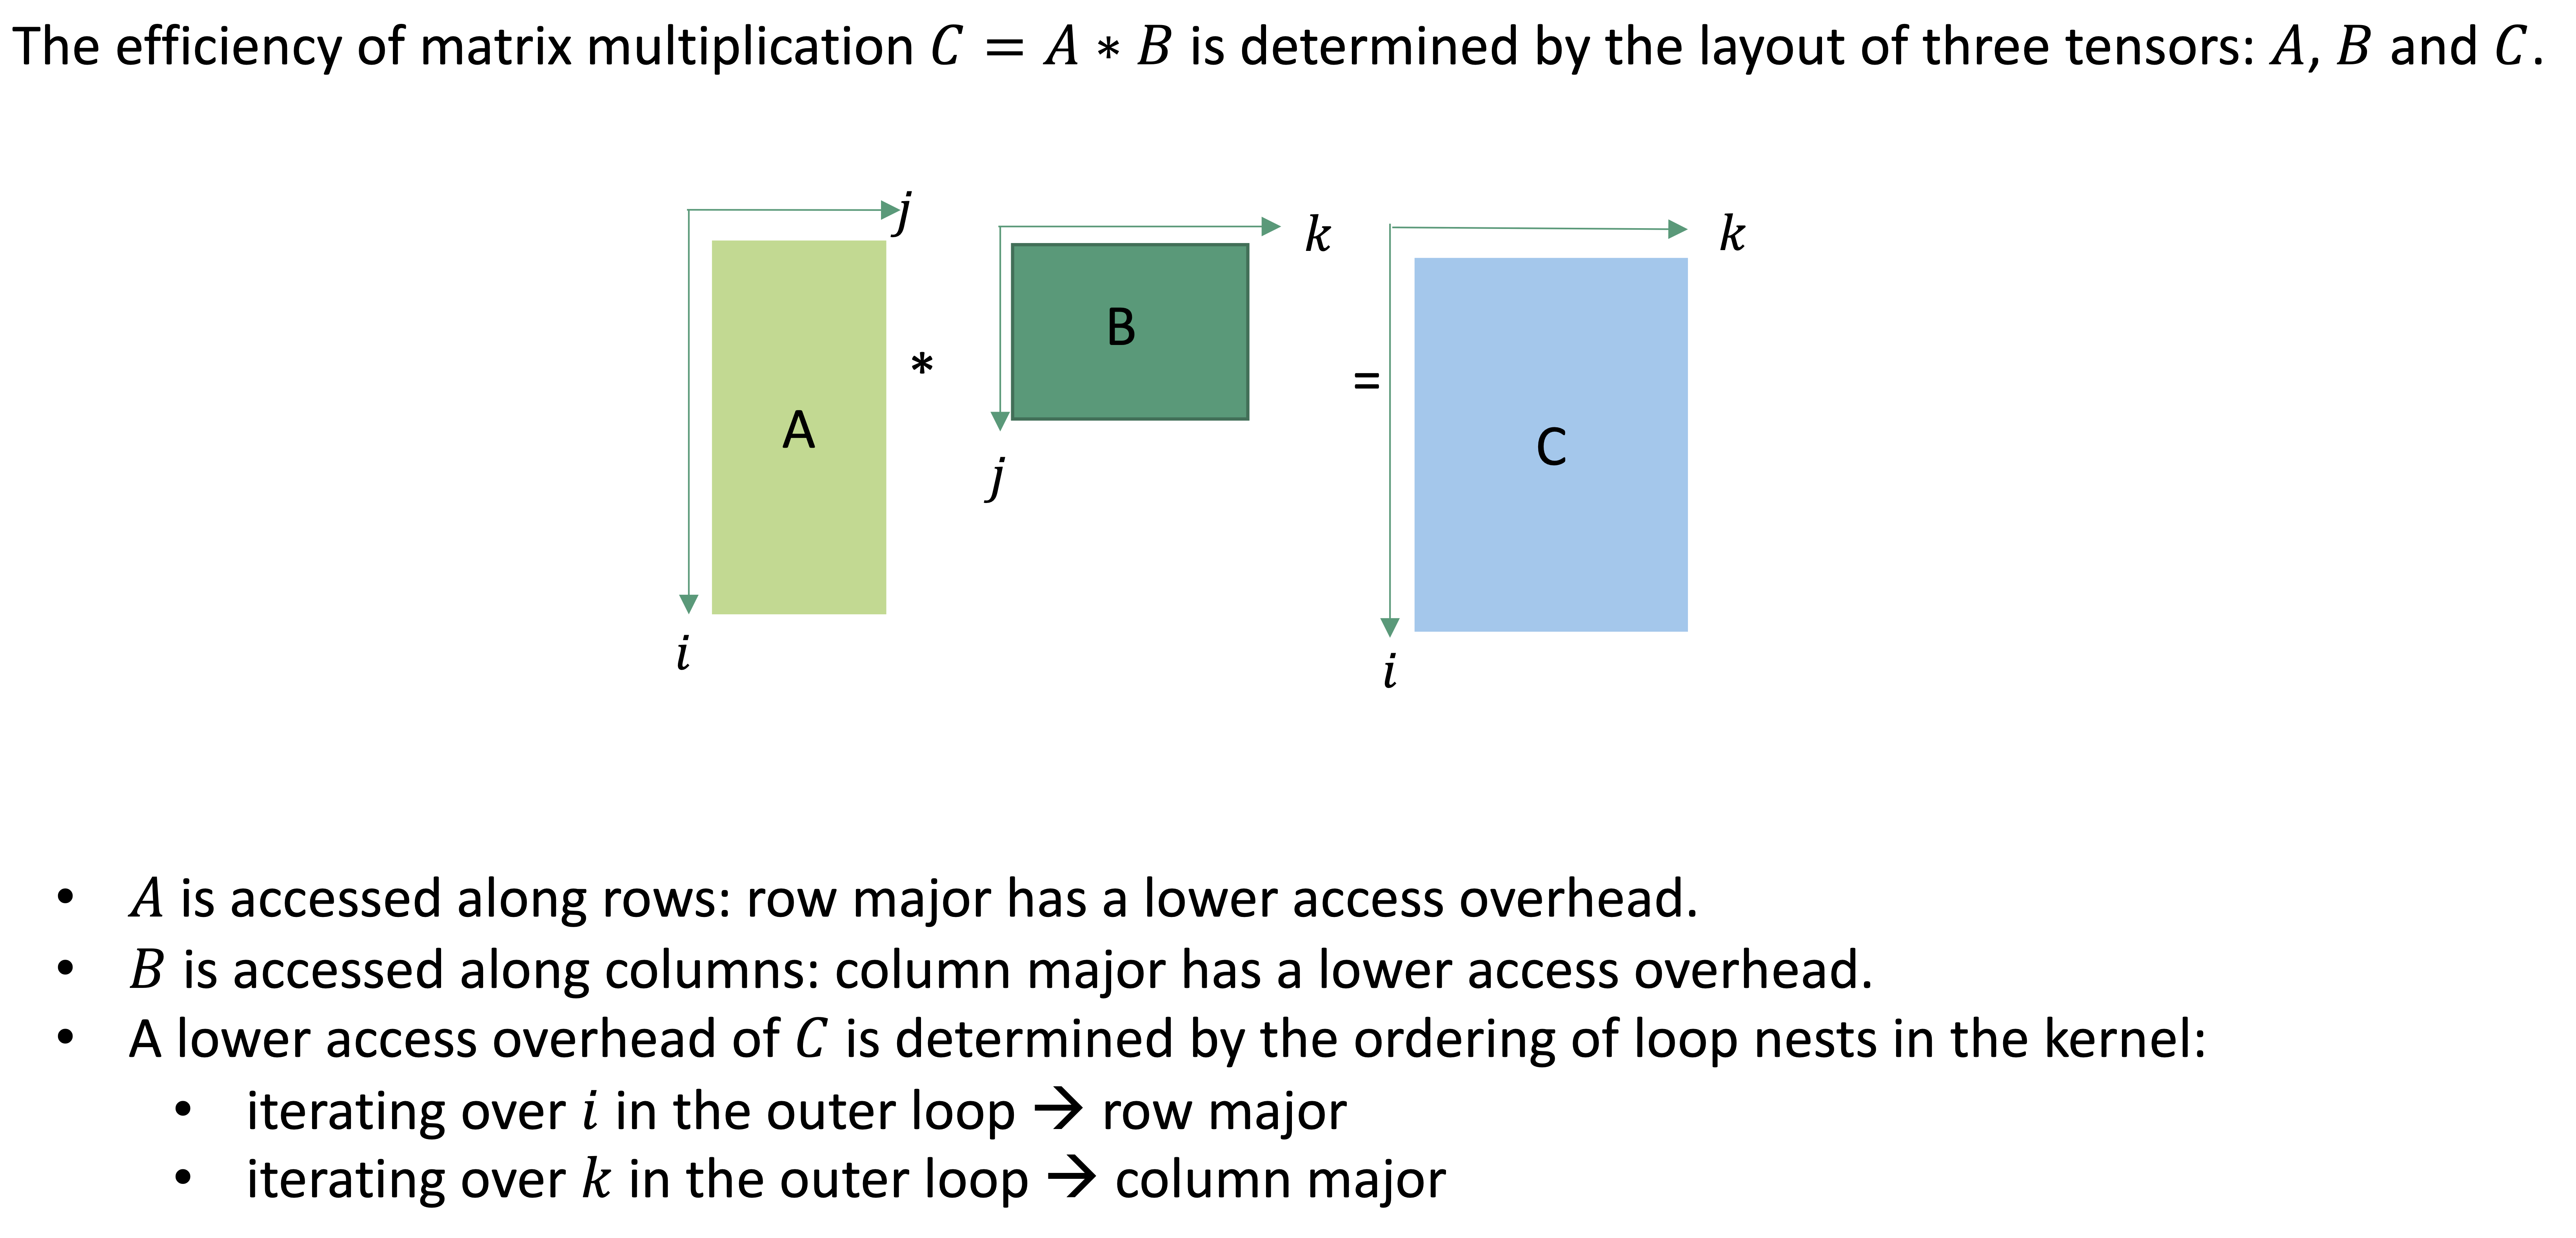 The efficiency of matrix multiplication C = A ∗ B is determined by the layout of three tensors: A, B and C.
j
k
k
A
*
B
=
C
j
i
i
• A is accessed along rows: row major has a lower access overhead.
• B is accessed along columns: column major has a lower access overhead.
• A lower access overhead of C is determined by the ordering of loop nests in the kernel:
• iterating over i in the outer loop → row major
• iterating over k in the outer loop → column major